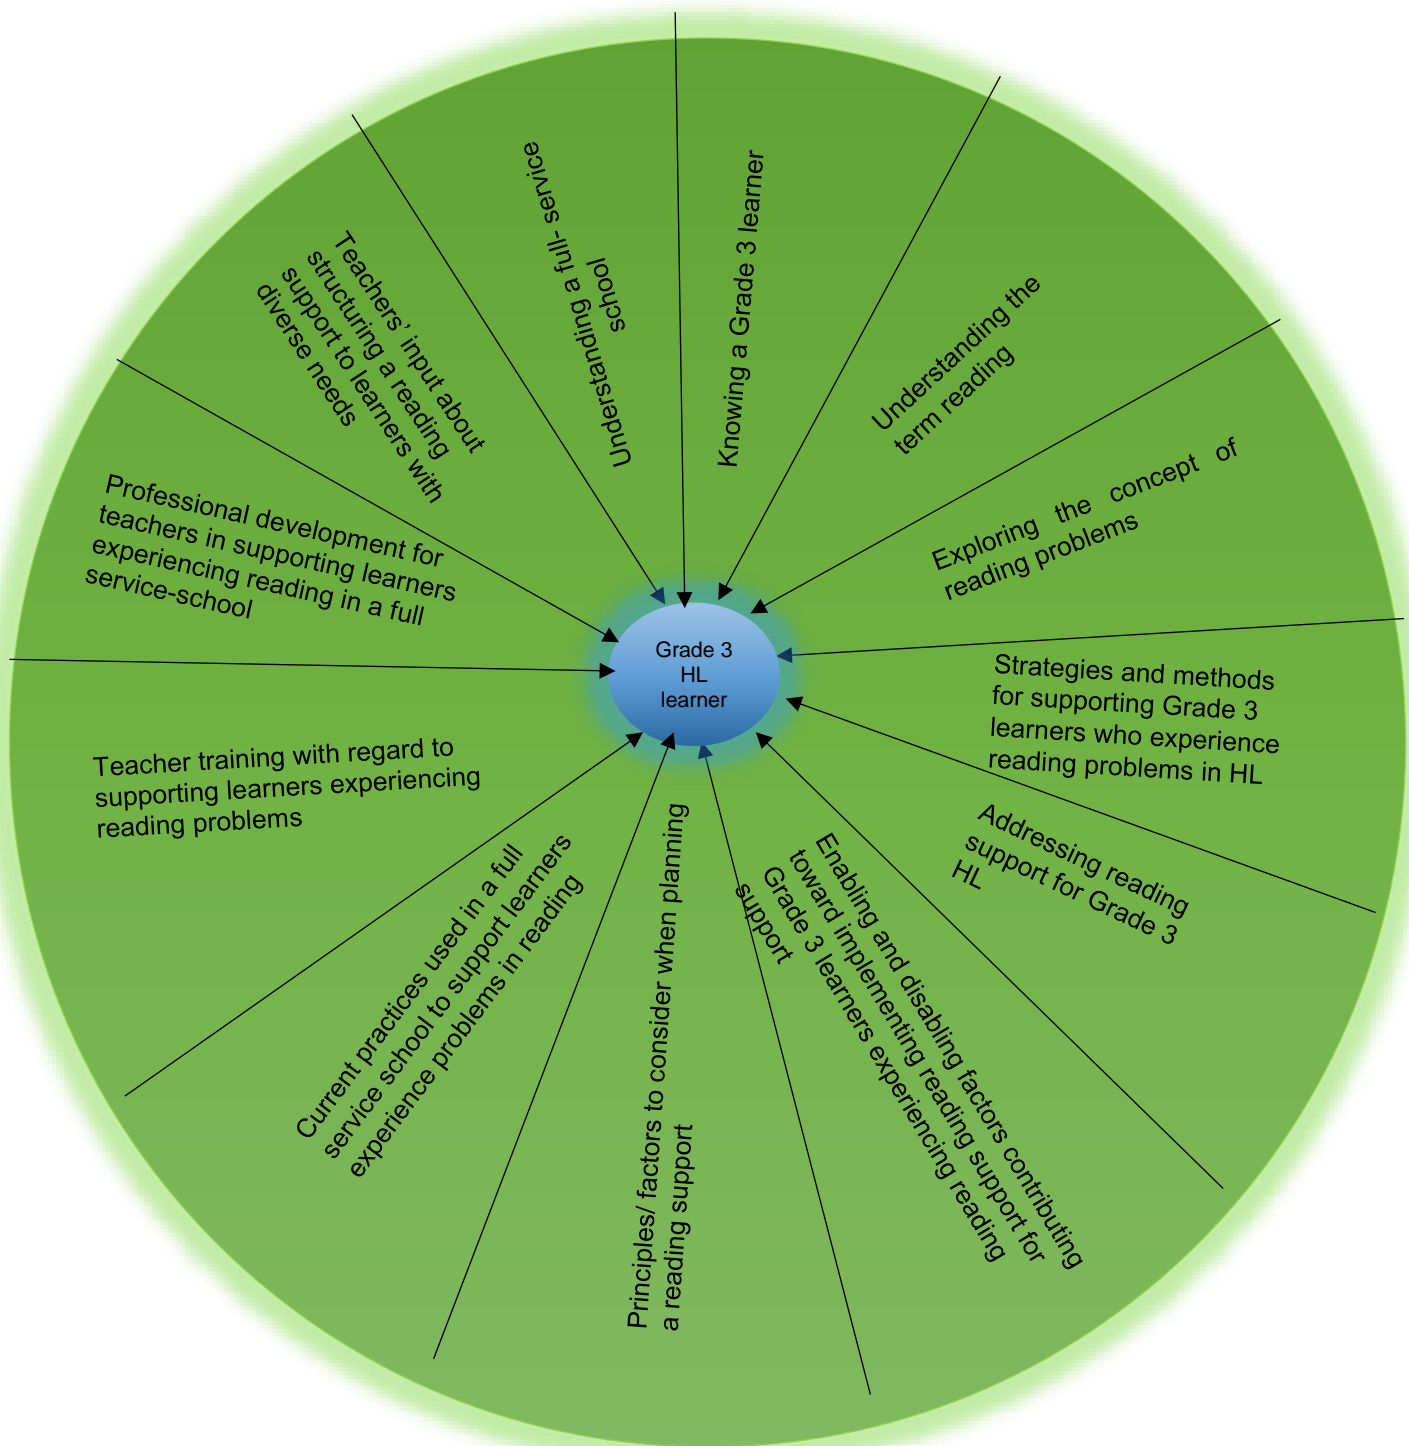 Grade 3
HL
learner
Knowing a Grade 3 learner
Understanding the
term reading
Exploring the concept of
reading problems
Strategies and methods
for supporting Grade 3
learners who experience
reading problems in HL
Addressing reading
support for Grade 3
HL
Enabling and disabling factors contributing
toward implementing reading support for
Grade 3 learners experiencing reading
support
Principles/ factors to consider when planning
a reading support
Current practices used in a full
service school to support learners
experience problems in reading
Teacher training with regard to
supporting learners experiencing
reading problems
Professional development for
teachers in supporting learners
experiencing reading in a full
service-school
Teachers’ input about
structuring a reading
support to learners with
diverse needs
Understanding a full- service
school